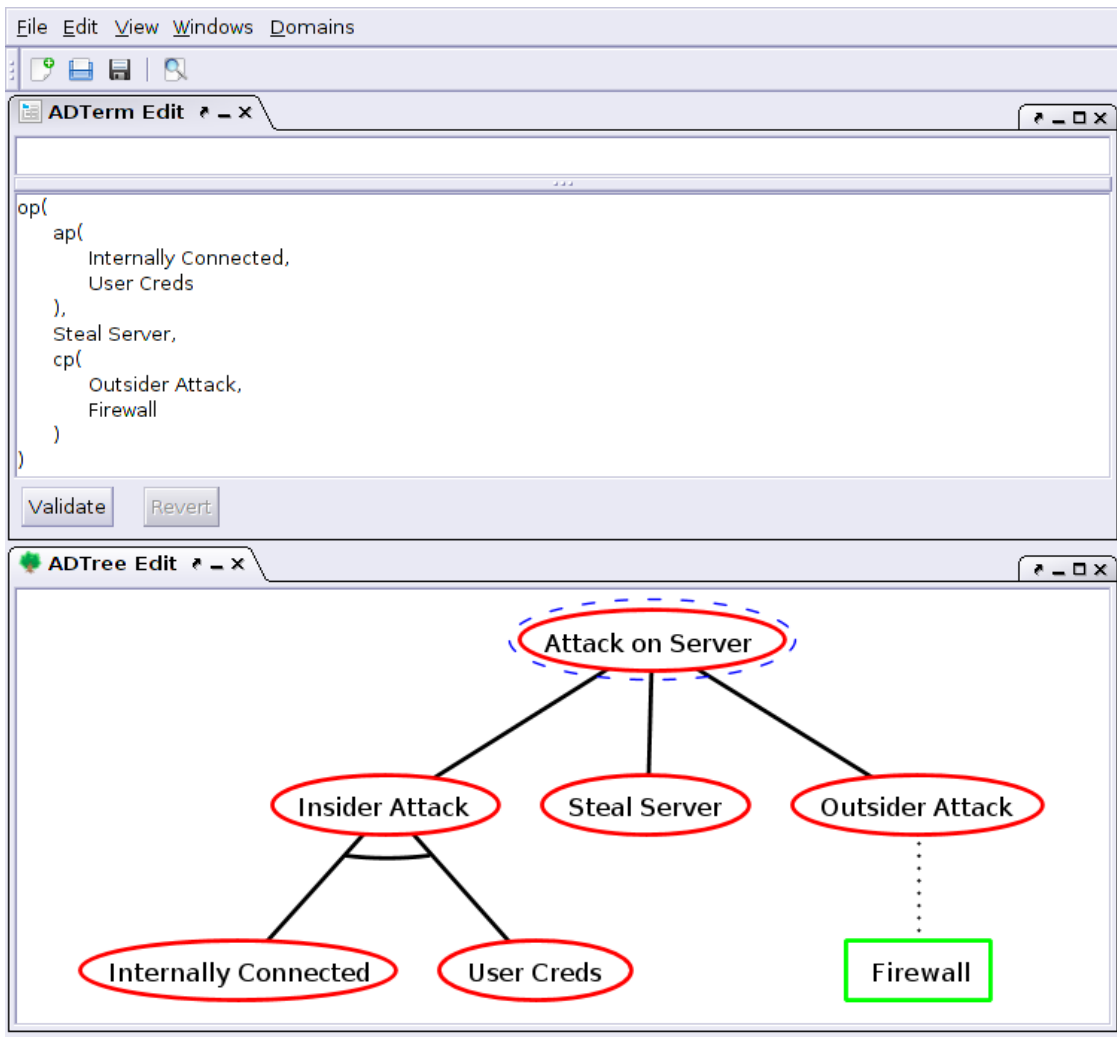 File Edit View Windows Domains
ADTerm Edit
op(
ap(
Internally Connected,
User Creds
),
Steal Server,
cp(
Outsider Attack,
Firewall
)
)
Validate Revert
ADTree Edit
Attack on Server
Insider Attack Steal Server Outsider Attack
Internally Connected User Creds Firewall